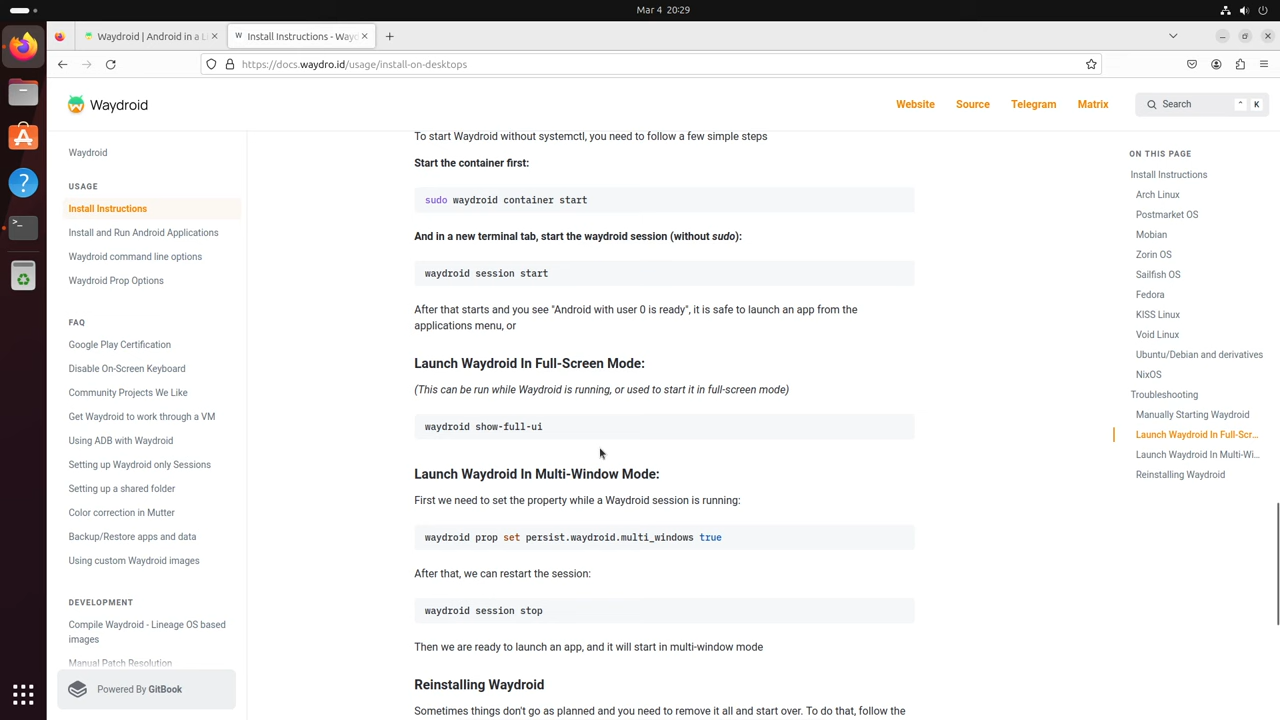 Mar 4 20:29
Waydroid | Android in a Li
Install Instructions - Wayd
https://docs.waydro.id/usage/install-on-desktops
Waydroid
Website
Source
Telegram
Matrix
Search
K
Waydroid
USAGE
Install Instructions
Install and Run Android Applications
Waydroid command line options
Waydroid Prop Options
FAQ
Google Play Certification
Disable On-Screen Keyboard
Community Projects We Like
Get Waydroid to work through a VM
Using ADB with Waydroid
Setting up Waydroid only Sessions
Setting up a shared folder
Color correction in Mutter
Backup/Restore apps and data
Using custom Waydroid images
DEVELOPMENT
Compile Waydroid - Lineage OS based
images
Manual Patch Resolution
Powered By GitBook
To start Waydroid without systemctl, you need to follow a few simple steps
Start the container first:
sudo waydroid container start
And in a new terminal tab, start the waydroid session (without sudo):
waydroid session start
After that starts and you see "Android with user 0 is ready", it is safe to launch an app from the
applications menu, or
Launch Waydroid In Full-Screen Mode:
(This can be run while Waydroid is running, or used to start it in full-screen mode)
waydroid show-full-ui
Launch Waydroid In Multi-Window Mode:
First we need to set the property while a Waydroid session is running:
waydroid prop set persist.waydroid.multi_windows true
After that, we can restart the session:
waydroid session stop
Then we are ready to launch an app, and it will start in multi-window mode
Reinstalling Waydroid
Sometimes things don't go as planned and you need to remove it all and start over. To do that, follow the
ON THIS PAGE
Install Instructions
Arch Linux
Postmarket OS
Mobian
Zorin OS
Sailfish OS
Fedora
KISS Linux
Void Linux
Ubuntu/Debian and derivatives
NixOS
Troubleshooting
Manually Starting Waydroid
Launch Waydroid In Full-Scr...
Launch Waydroid In Multi-Wi...
Reinstalling Waydroid